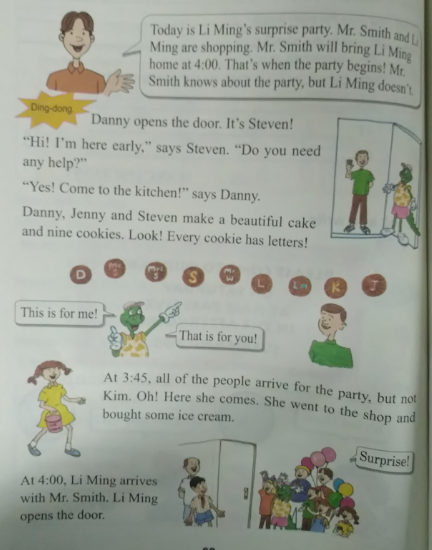 Today is Li Ming's surprise party. Mr. Smith and Li
Ming are shopping. Mr. Smith will bring Li Ming
home at 4:00. That's when the party begins! Mr.
Smith knows about the party, but Li Ming doesn't.
Ding-dong.
Danny opens the door. It's Steven!
"Hi! I'm here early," says Steven. "Do you need
any help?"
"Yes! Come to the kitchen!" says Danny.
Danny, Jenny and Steven make a beautiful cake
and nine cookies. Look! Every cookie has letters!
D Mrs S Mr W L Lm K J
This is for me!
That is for you!
At 3:45, all of the people arrive for the party, but not
Kim. Oh! Here she comes. She went to the shop and
bought some ice cream.
Surprise!
At 4:00, Li Ming arrives
with Mr. Smith. Li Ming
opens the door.